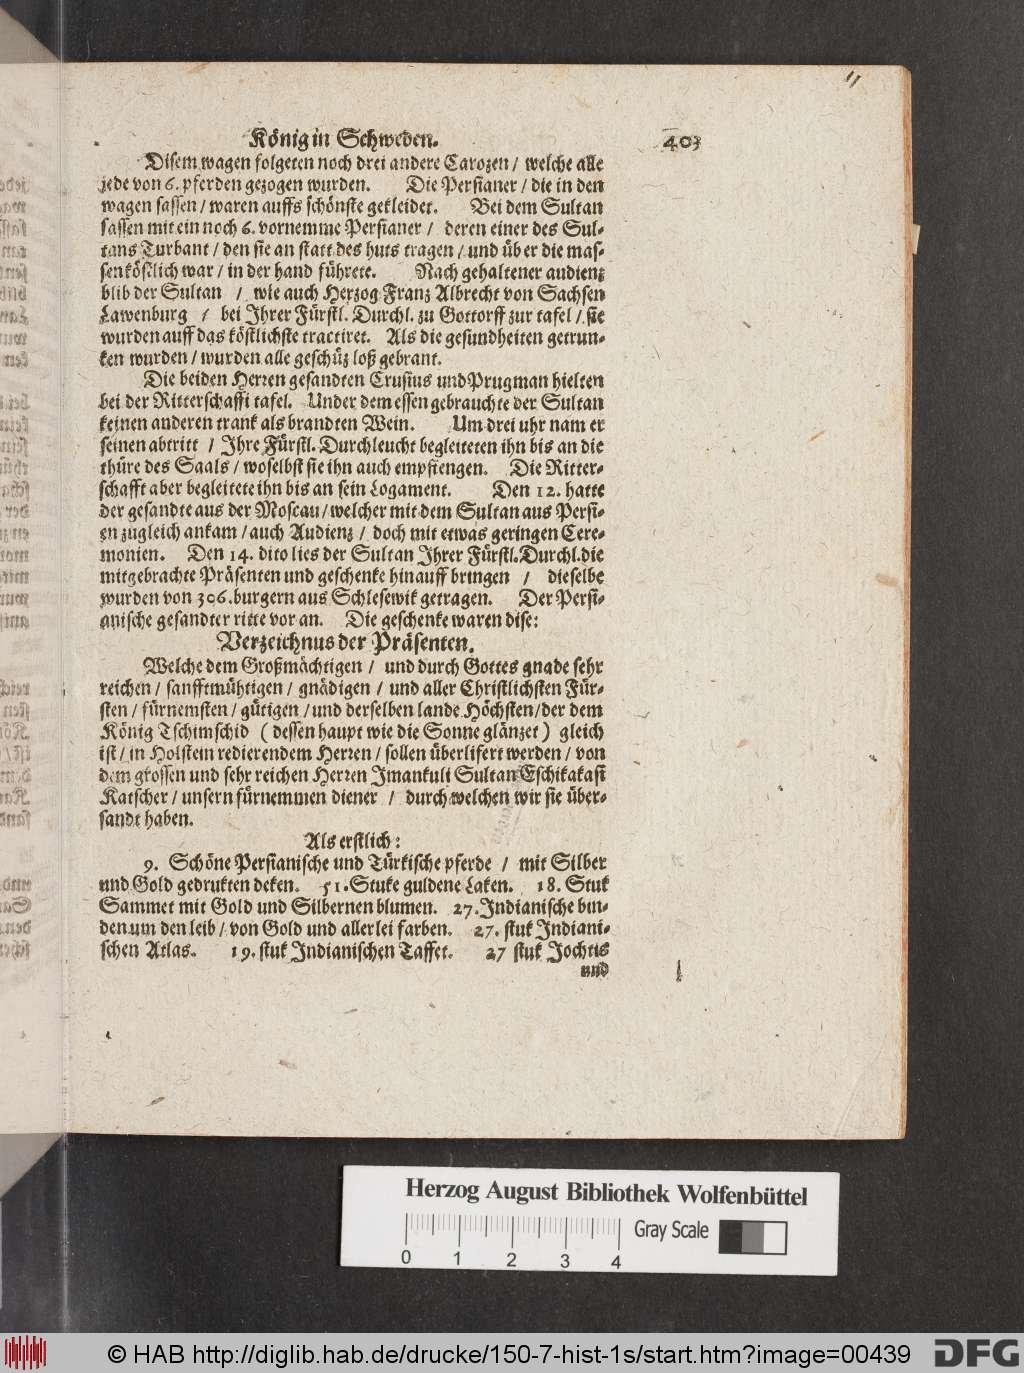 11
König in Schweden. 403
Disem wagen folgeten noch drei andere Carozen / welche alle
jede von 6. pferden gezogen wurden. Die Persianer / die in den
wagen sassen / waren auffs schönste gekleidet. Bei dem Sultan
sassen mit ein noch 6. vornemme Persianer / deren einer des Sul-
tans Turbant / den sie an statt des huts tragen / und über die mas-
sen köstlich war / in der hand führete. Nach gehaltener audienz
blib der Sultan / wie auch Herzog Franz Albrecht von Sachsen
Lawenburg / bei Ihrer Fürstl. Durchl. zu Gottorff zur tafel / sie
wurden auff das köstlichste tractiret. Als die gesundheiten getrun-
ken wurden / wurden alle geschüz loß gebrant.
Die beiden Herren gesandten Crusius und Prugman hielten
bei der Ritterschafft tafel. Under dem essen gebrauchte der Sultan
keinen anderen trank als brandten Wein. Um drei uhr nam er
seinen abtritt / Ihre Fürstl. Durchleucht begleiteten ihn bis an die
thüre des Saals / woselbst sie ihn auch empfiengen. Die Ritter-
schafft aber begleitete ihn bis an sein Logament. Den 12. hatte
der gesandte aus der Moscau / welcher mit dem Sultan aus Persi-
en zugleich ankam / auch Audienz / doch mit etwas geringen Cere-
monien. Den 14. dito lies der Sultan Ihrer Fürstl. Durchl. die
mitgebrachte Präsenten und geschenke hinauff bringen / dieselbe
wurden von 306. burgern aus Schlesewik getragen. Der Persi-
anische gesandter ritte vor an. Die geschenke waren dise:
Verzeichnus der Präsenten.
Welche dem Großmächtigen / und durch Gottes gnade sehr
reichen / sanfftmühtigen / gnädigen / und aller Christlichsten Für-
sten / fürnemsten / gütigen / und derselben lande Höchsten / der dem
König Tschimschid ( dessen haupt wie die Sonne glänzet ) gleich
ist / in Holstein redierendem Herren / sollen überlifert werden / von
dem grossen und sehr reichen Herren Imankuli Sultan Eschikakasi
Katscher / unsern fürnemmen diener / durch welchen wir sie über-
sandt haben.
Als erstlich:
9. Schöne Persianische und Türkische pferde / mit Silber
und Gold gedrukten deken. 51. Stuke guldene Laken. 18. Stuk
Sammet mit Gold und Silbernen blumen. 27. Indianische bin-
den um den leib / von Gold und allerlei farben. 27. stuk Indiani-
schen Atlas. 19. stuk Indianischen Taffet. 27 stuk Jochtis
und
Herzog August Bibliothek Wolfenbüttel
Gray Scale
0 1 2 3 4
© HAB http://diglib.hab.de/drucke/150-7-hist-1s/start.htm?image=00439 DFG